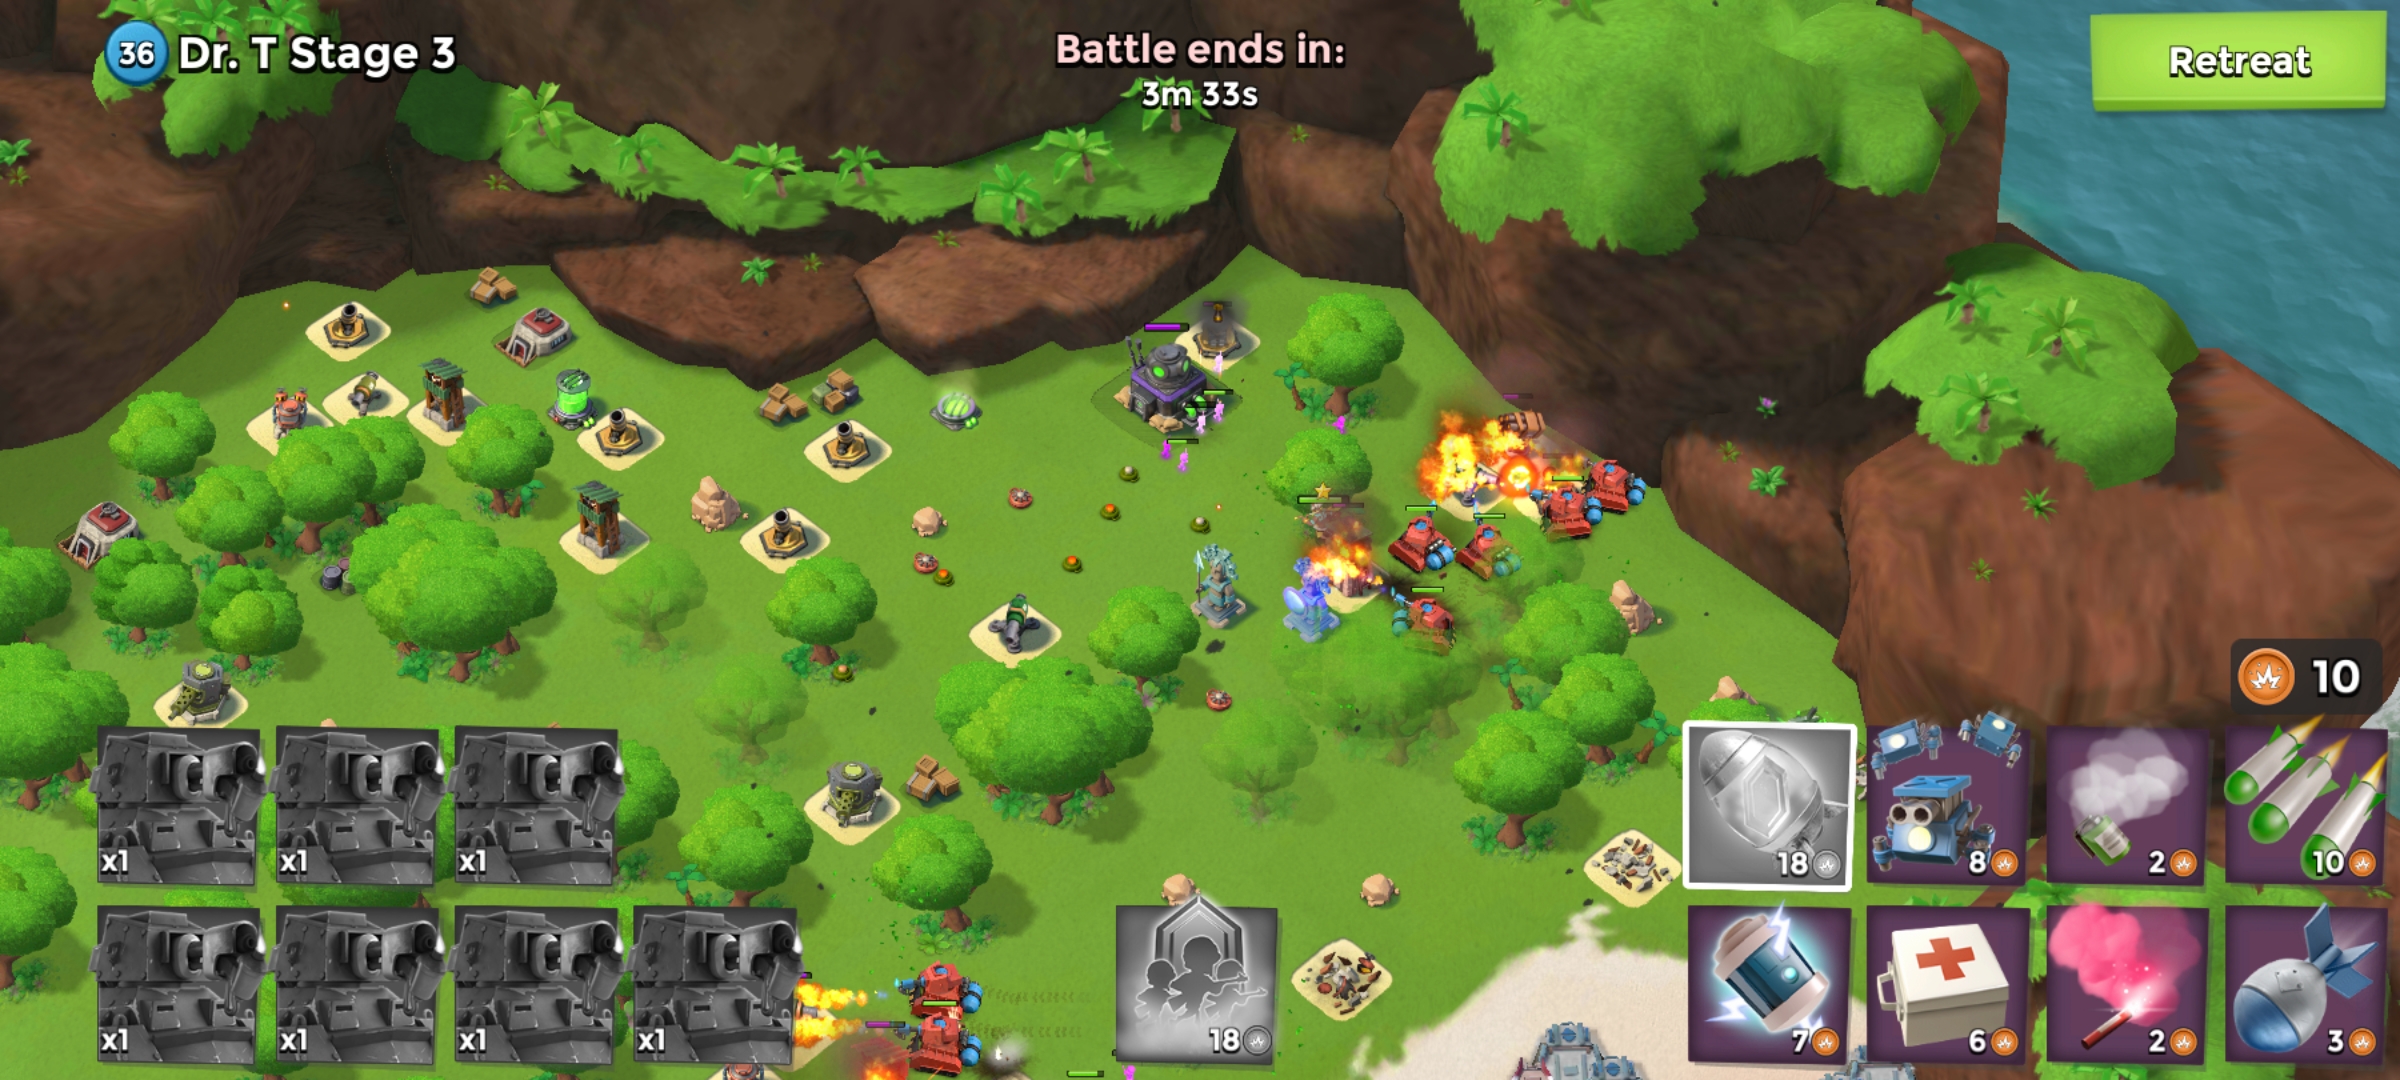 36 Dr. T Stage 3
Battle ends in:
3m 33s
Retreat
10
x1 x1 x1
18 8 2 10
x1 x1 x1 x1
18
7 6 2 3